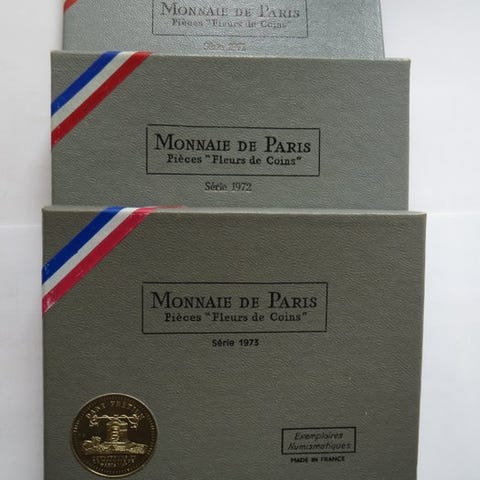 MONNAIE DE PARIS
Pièces "Fleurs de Coins"
Série 1971
MONNAIE DE PARIS
Pièces "Fleurs de Coins"
Série 1972
MONNAIE DE PARIS
Pièces "Fleurs de Coins"
Série 1973
Exemplaires
Numismatiques
MADE IN FRANCE